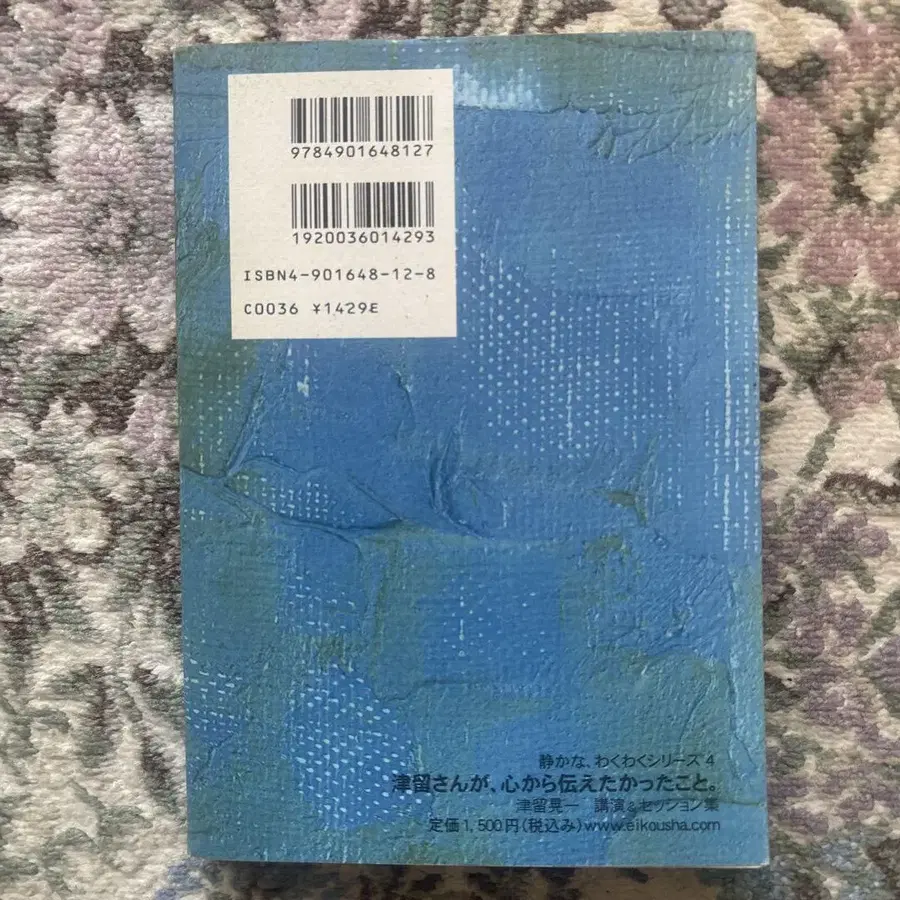 9784901648127
1920036014293
ISBN4-901648-12-8
C0036 ¥1429E
静かな、わくわくシリーズ 4
津留さんが、心から伝えたかったこと。
津留晃一 講演&セッション集
定価1,500円(税込み)www.eikousha.com